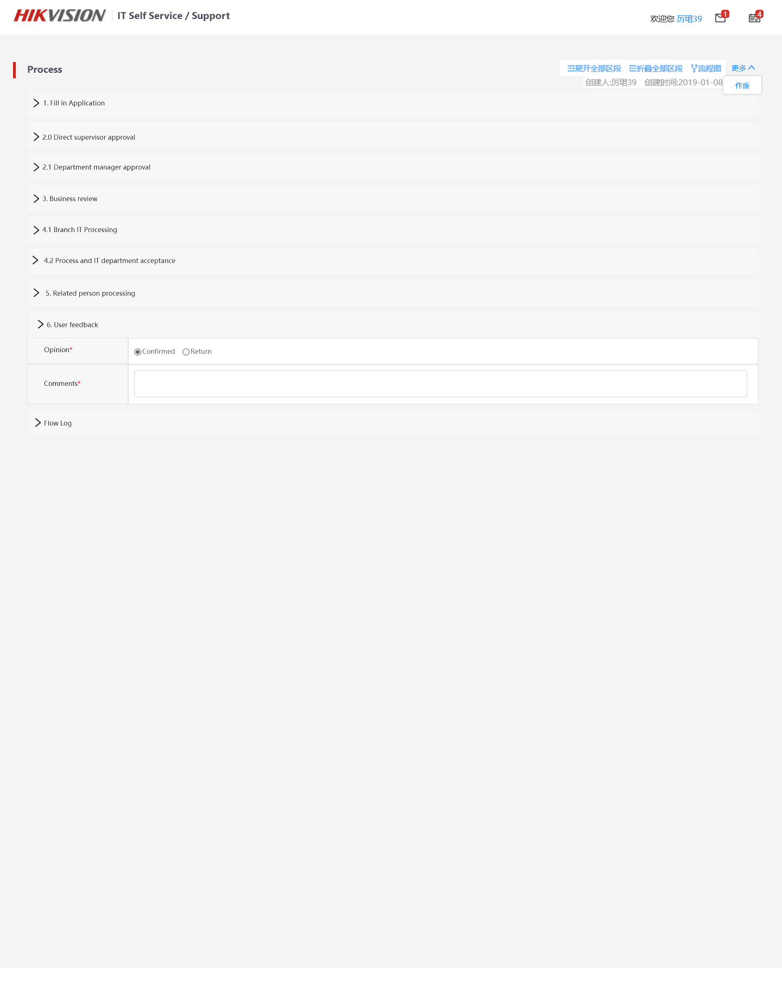 HIKVISION IT Self Service / Support 欢迎您 厉珺39 1 4
Process 展开全部区段 折叠全部区段 流程图 更多
创建人:厉珺39 创建时间:2019-01-08 作废
1. Fill in Application
2.0 Direct supervisor approval
2.1 Department manager approval
3. Business review
4.1 Branch IT Processing
4.2 Process and IT department acceptance
5. Related person processing
6. User feedback
Opinion* Confirmed Return
Comments*
Flow Log